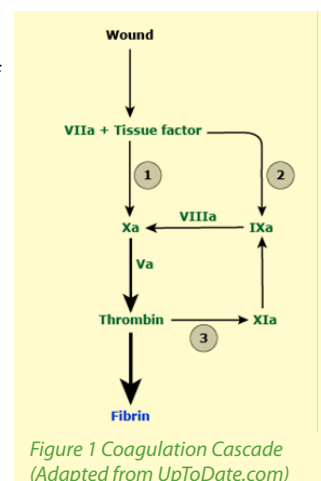 Wound
VIIa + Tissue factor
1
2
VIIIa
Xa
IXa
Va
Thrombin
XIa
3
Fibrin
Figure 1 Coagulation Cascade
(Adapted from UpToDate.com)